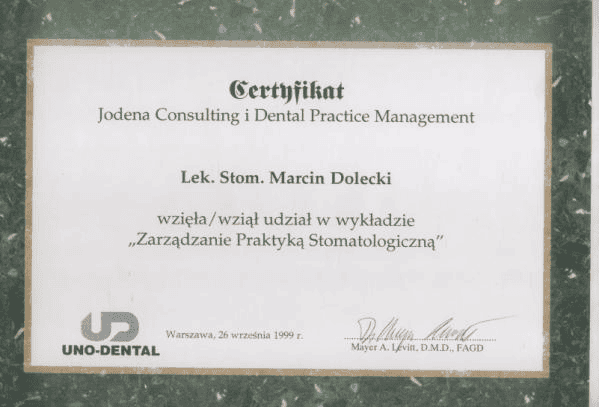 Certyfikat
Jodena Consulting i Dental Practice Management
Lek. Stom. Marcin Dolecki
wzięła/wziął udział w wykładzie
„Zarządzanie Praktyką Stomatologiczną”
UD
UNO-DENTAL
Warszawa, 26 września 1999 r.
Mayer A. Levitt, D.M.D., FAGD